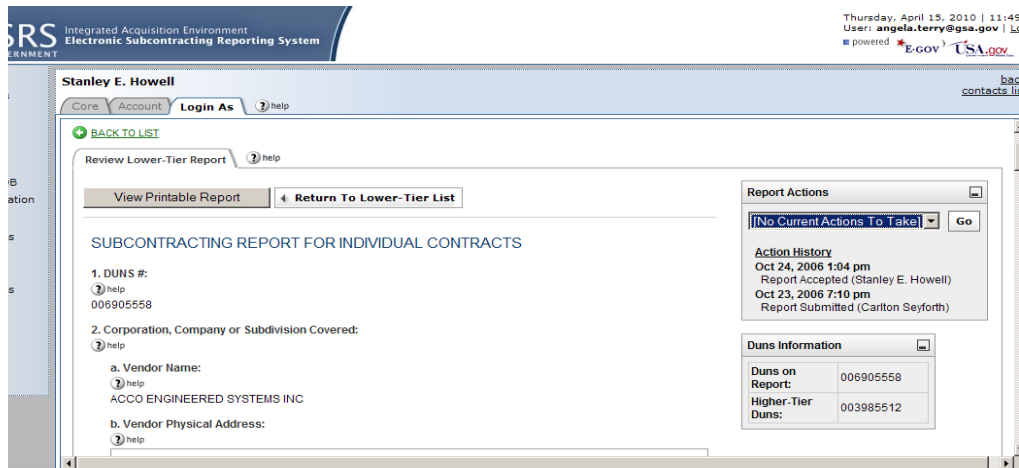 Thursday, April 15, 2010 | 11:49
SRS Integrated Acquisition Environment
Electronic Subcontracting Reporting System
ERNMENT
User: angela.terry@gsa.gov | Lo
powered E-GOV USA.gov
Stanley E. Howell
bac
contacts lis
Core Account Login As ? help
BACK TO LIST
Review Lower-Tier Report ? help
OB
ation
s
s
View Printable Report Return To Lower-Tier List
SUBCONTRACTING REPORT FOR INDIVIDUAL CONTRACTS
1. DUNS #:
? help
006905558
2. Corporation, Company or Subdivision Covered:
? help
a. Vendor Name:
? help
ACCO ENGINEERED SYSTEMS INC
b. Vendor Physical Address:
? help
Report Actions
[No Current Actions To Take] Go
Action History
Oct 24, 2006 1:04 pm
Report Accepted (Stanley E. Howell)
Oct 23, 2006 7:10 pm
Report Submitted (Carlton Seyforth)
Duns Information
Duns on Report: 006905558
Higher-Tier Duns: 003985512